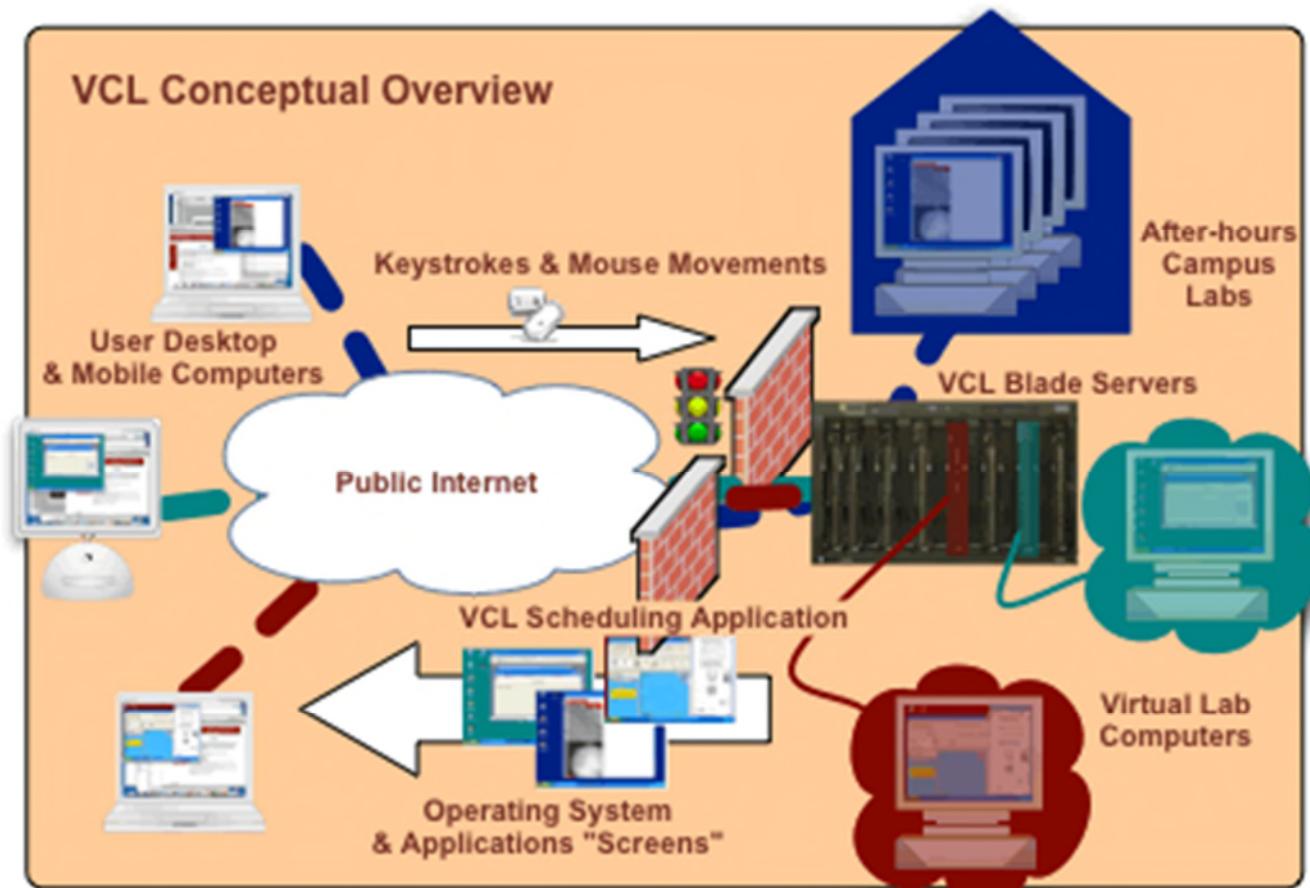 VCL Conceptual Overview
Keystrokes & Mouse Movements
After-hours
Campus
Labs
User Desktop
& Mobile Computers
VCL Blade Servers
Public Internet
VCL Scheduling Application
Virtual Lab
Computers
Operating System
& Applications "Screens"